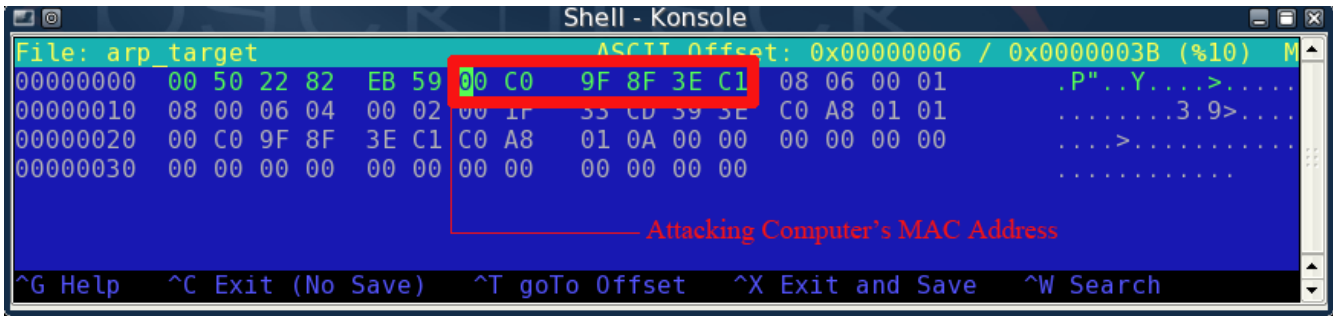 Shell - Konsole
File: arp_target ASCII Offset: 0x00000006 / 0x0000003B (%10) M
00000000 00 50 22 82 EB 59 00 C0 9F 8F 3E C1 08 06 00 01 .P"..Y....>.....
00000010 08 00 06 04 00 02 00 1F 33 CD 39 3E C0 A8 01 01 ........3.9>....
00000020 00 C0 9F 8F 3E C1 C0 A8 01 0A 00 00 00 00 00 00 ....>...........
00000030 00 00 00 00 00 00 00 00 00 00 00 00 ............
Attacking Computer's MAC Address
^G Help ^C Exit (No Save) ^T goTo Offset ^X Exit and Save ^W Search